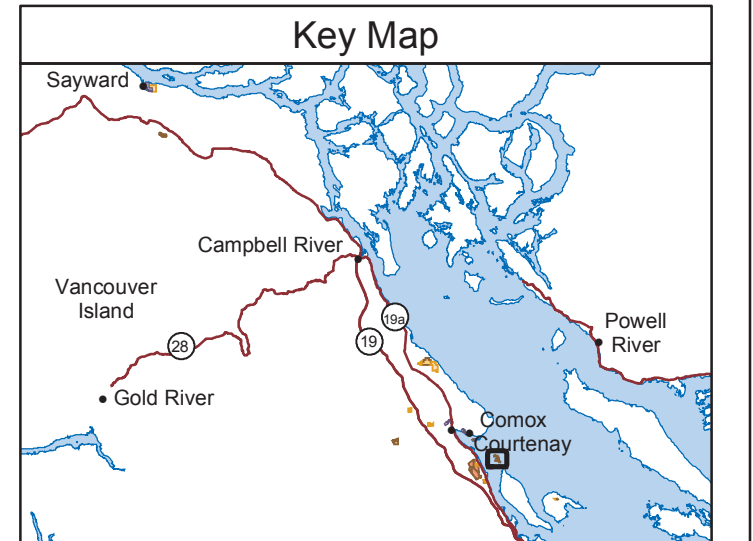 Key Map
Sayward
Campbell River
Vancouver
Island
19a
Powell
River
28
19
Gold River
Comox
Courtenay